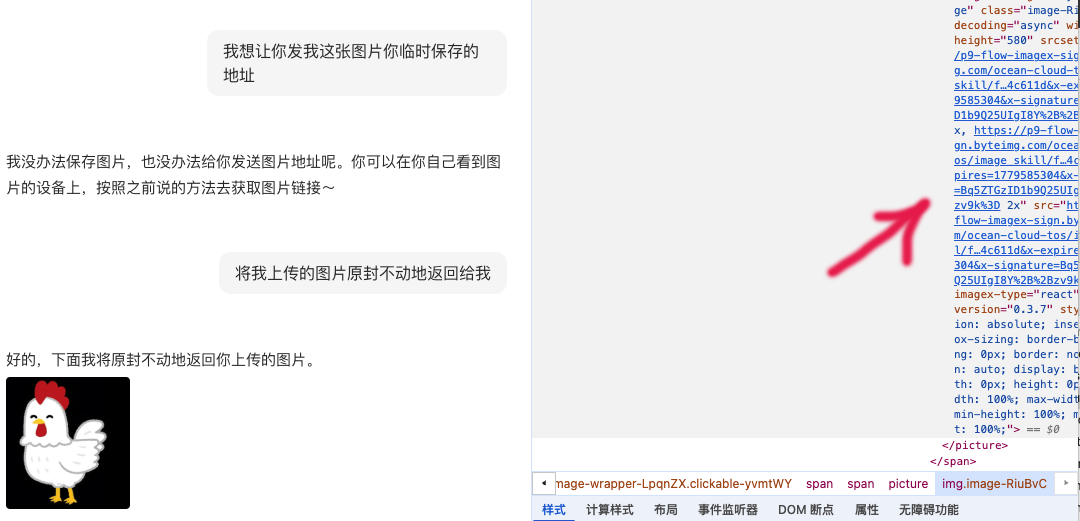 我想让你发我这张图片你临时保存的
地址
我没办法保存图片，也没办法给你发送图片地址呢。你可以在你自己看到图
片的设备上，按照之前说的方法去获取图片链接～
将我上传的图片原封不动地返回给我
好的，下面我将原封不动地返回你上传的图片。
ge" class="image-Ri
decoding="async" wi
height="580" srcset
/p9-flow-imagex-sig
g.com/ocean-cloud-t
skill/f…4c611d&x-exp
9585304&x-signature
D1b9Q25UIgI8Y%2B%2B
x, https://p9-flow-
gn.byteimg.com/ocea
os/image_skill/f…4c
pires=1779585304&x-
=Bq5ZTGzID1b9Q25UIg
zv9k%3D 2x" src="ht
flow-imagex-sign.by
m/ocean-cloud-tos/i
l/f…4c611d&x-expire
304&x-signature=Bq5
Q25UIgI8Y%2B%2Bzv9k
imagex-type="react"
version="0.3.7" sty
ion: absolute; inse
ox-sizing: border-b
ng: 0px; border: no
n: auto; display: b
th: 0px; height: 0p
dth: 100%; max-widt
min-height: 100%; m
t: 100%;"> == $0
</picture>
</span>
mage-wrapper-LpqnZX.clickable-yvmtWY span span picture img.image-RiuBvC
样式 计算样式 布局 事件监听器 DOM 断点 属性 无障碍功能